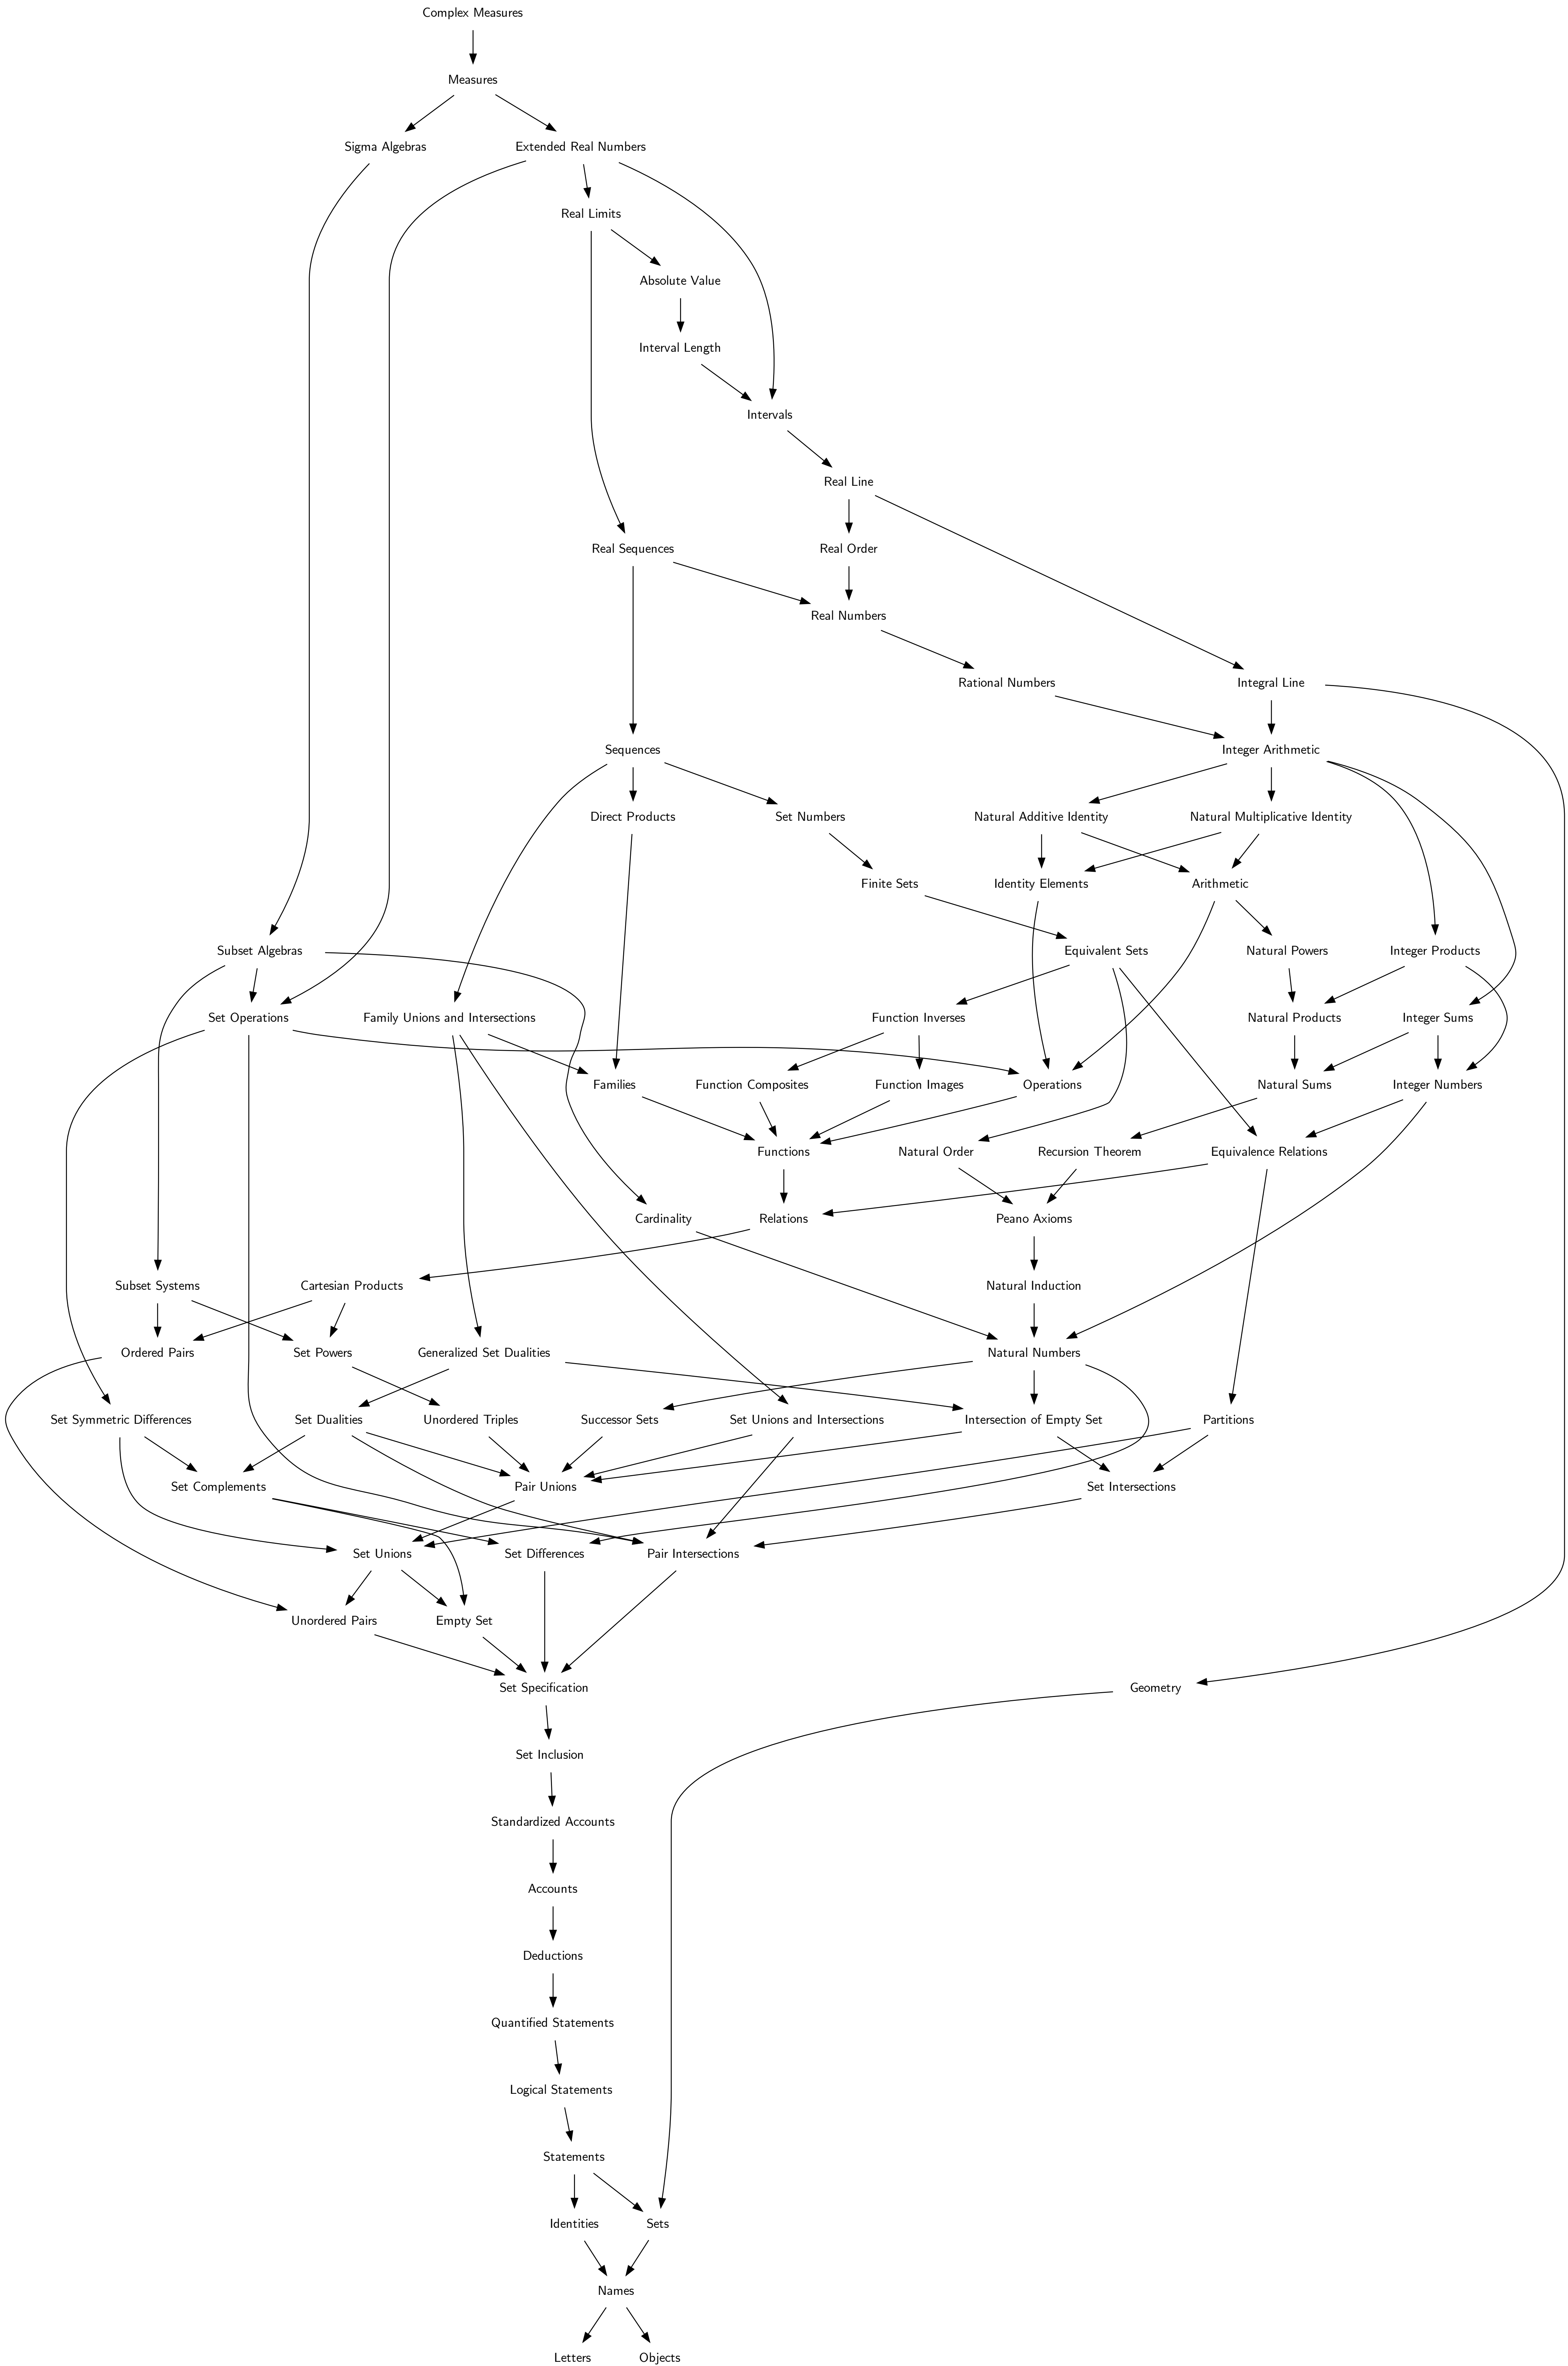 Complex Measures
Measures
Sigma Algebras
Extended Real Numbers
Real Limits
Absolute Value
Interval Length
Intervals
Real Line
Real Sequences
Real Order
Real Numbers
Rational Numbers
Integral Line
Sequences
Integer Arithmetic
Direct Products
Set Numbers
Natural Additive Identity
Natural Multiplicative Identity
Finite Sets
Identity Elements
Arithmetic
Subset Algebras
Equivalent Sets
Natural Powers
Integer Products
Set Operations
Family Unions and Intersections
Function Inverses
Natural Products
Integer Sums
Families
Function Composites
Function Images
Operations
Natural Sums
Integer Numbers
Functions
Natural Order
Recursion Theorem
Equivalence Relations
Cardinality
Relations
Peano Axioms
Subset Systems
Cartesian Products
Natural Induction
Ordered Pairs
Set Powers
Generalized Set Dualities
Natural Numbers
Set Symmetric Differences
Set Dualities
Unordered Triples
Successor Sets
Set Unions and Intersections
Intersection of Empty Set
Partitions
Set Complements
Pair Unions
Set Intersections
Set Unions
Set Differences
Pair Intersections
Unordered Pairs
Empty Set
Set Specification
Geometry
Set Inclusion
Standardized Accounts
Accounts
Deductions
Quantified Statements
Logical Statements
Statements
Identities
Sets
Names
Letters
Objects